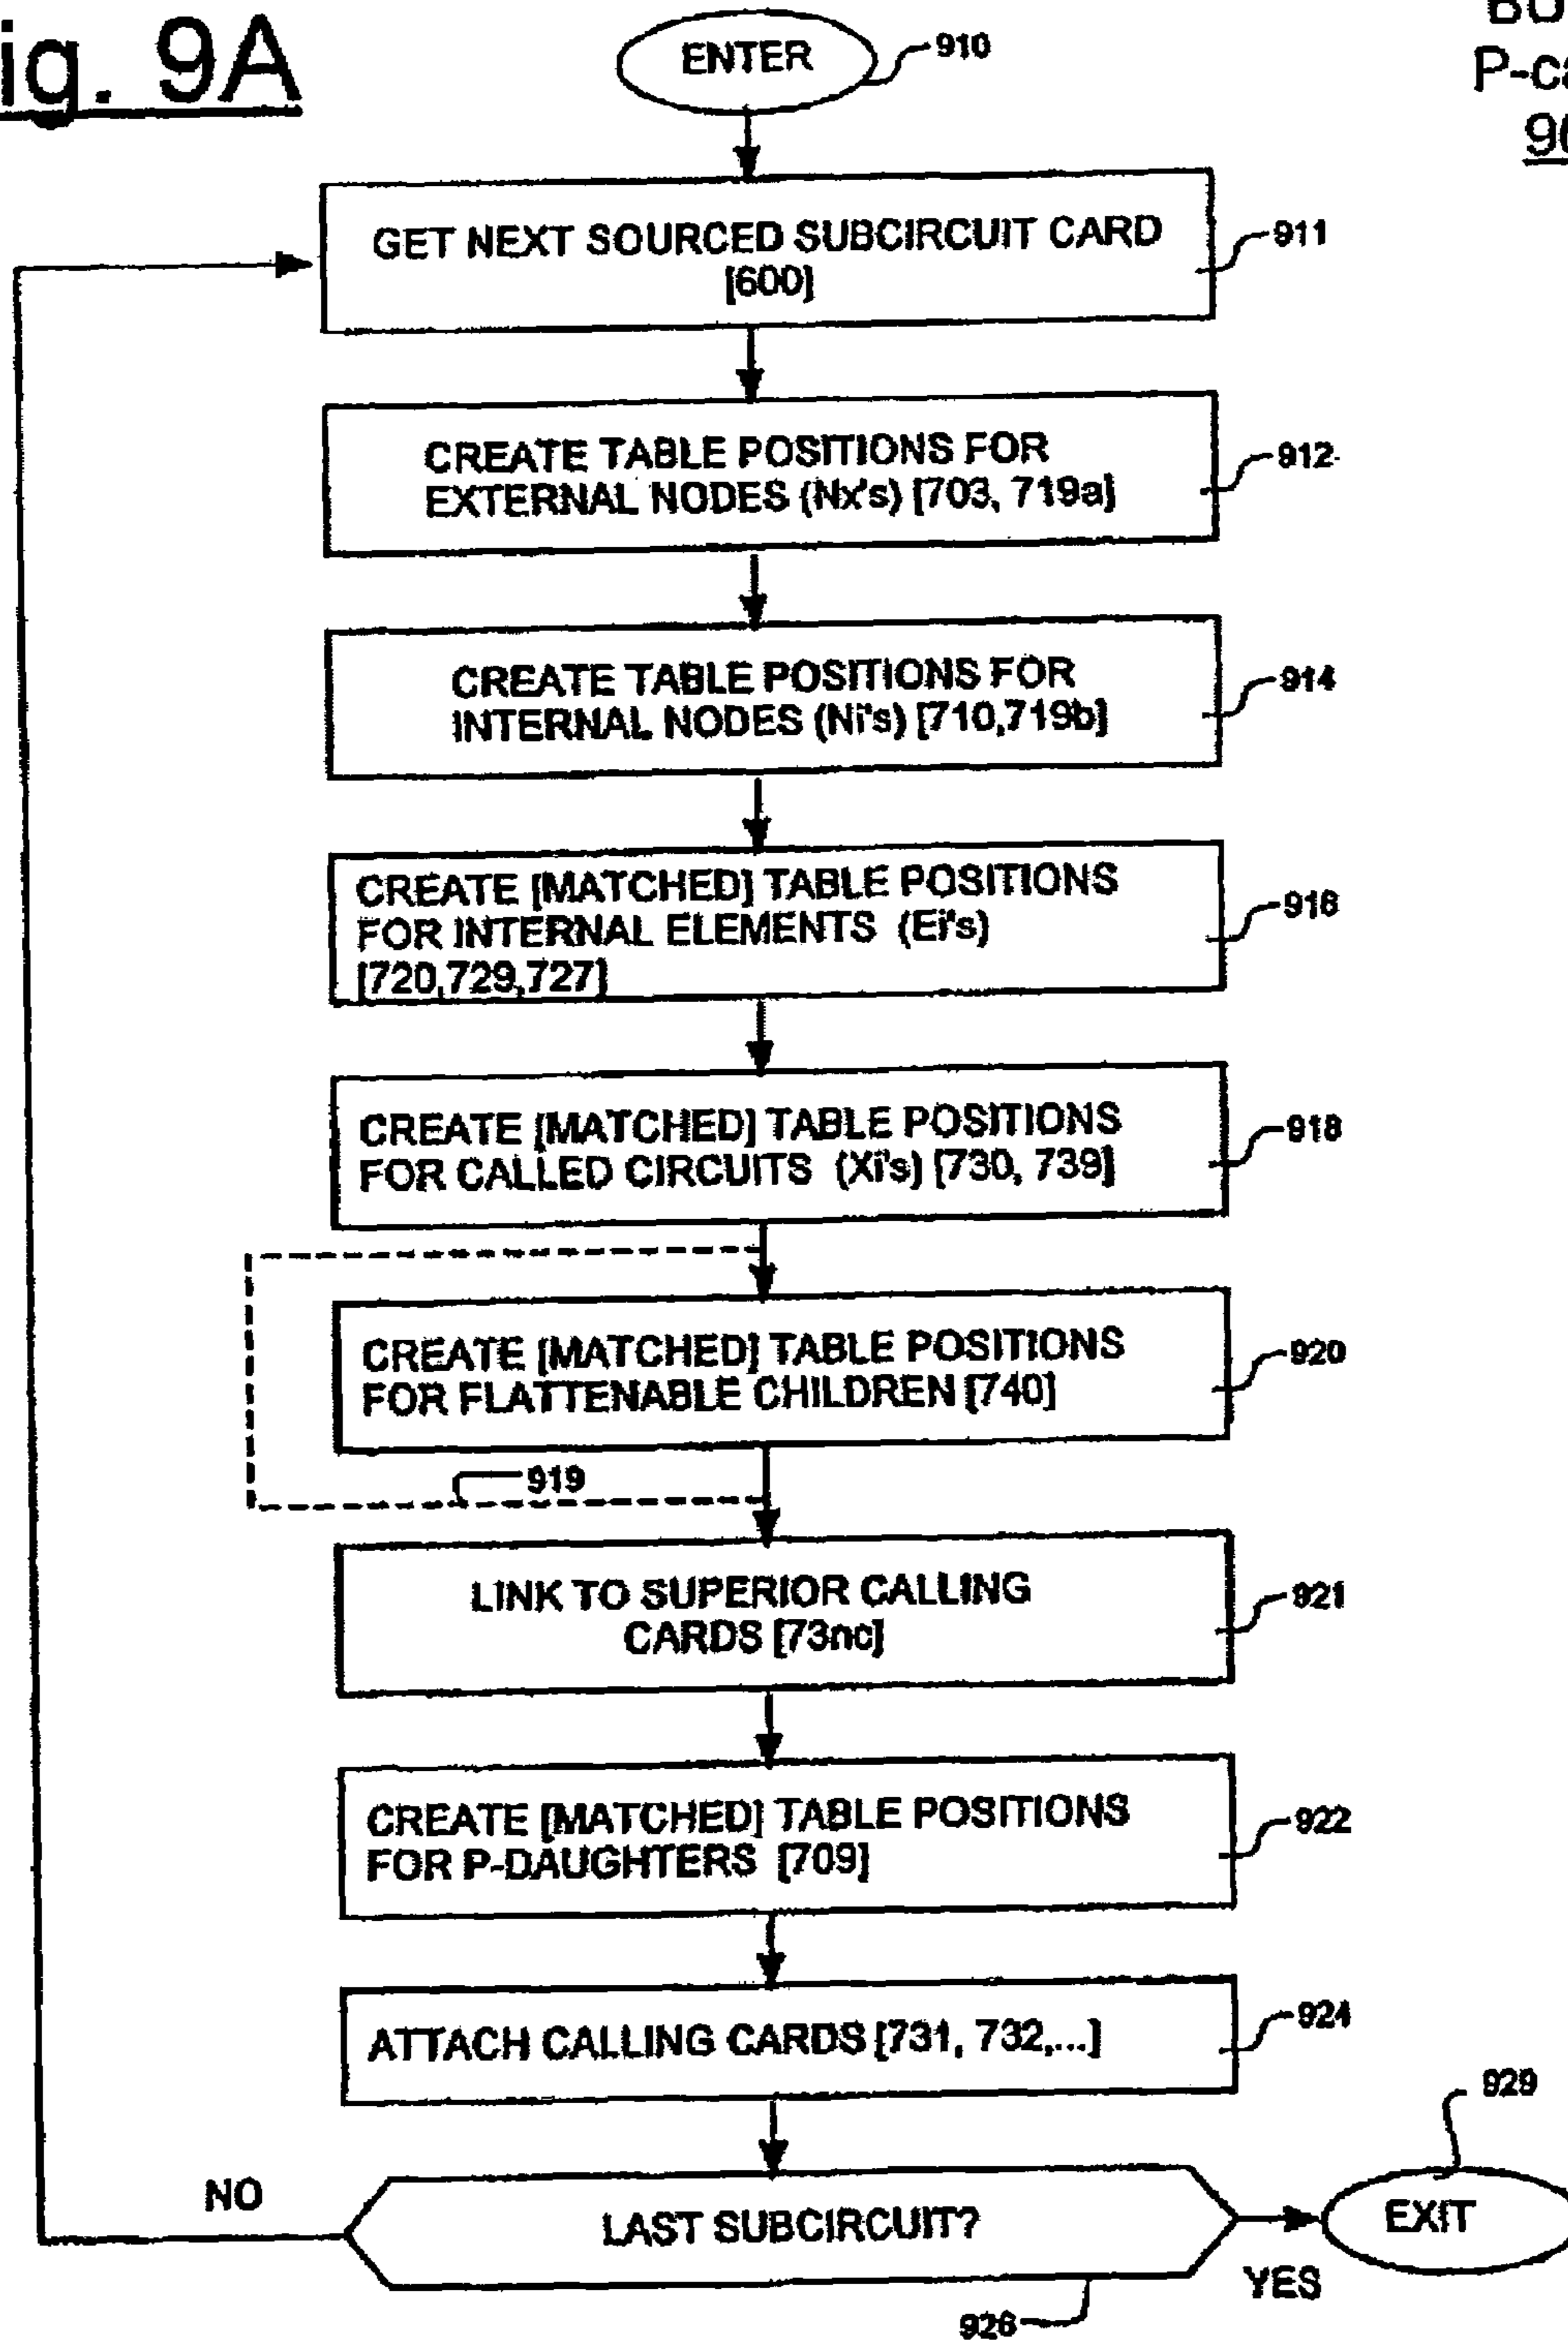 ig. 9A
BU
P-ca
90
ENTER
910
GET NEXT SOURCED SUBCIRCUIT CARD
[600]
911
CREATE TABLE POSITIONS FOR
EXTERNAL NODES (Nx's) [703, 719a]
912
CREATE TABLE POSITIONS FOR
INTERNAL NODES (Ni's) [710,719b]
914
CREATE [MATCHED] TABLE POSITIONS
FOR INTERNAL ELEMENTS (Ei's)
[720,729,727]
916
CREATE [MATCHED] TABLE POSITIONS
FOR CALLED CIRCUITS (Xi's) [730, 739]
918
CREATE [MATCHED] TABLE POSITIONS
FOR FLATTENABLE CHILDREN [740]
920
919
LINK TO SUPERIOR CALLING
CARDS [73nc]
921
CREATE [MATCHED] TABLE POSITIONS
FOR P-DAUGHTERS [709]
922
ATTACH CALLING CARDS [731, 732,...]
924
929
NO
LAST SUBCIRCUIT?
EXIT
YES
926